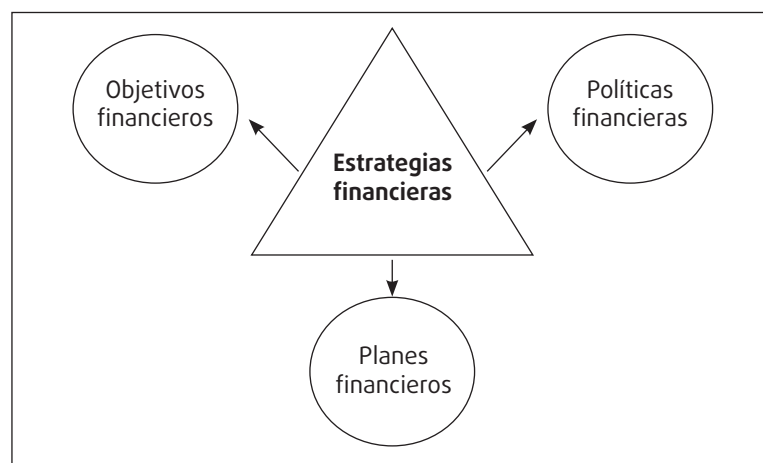 Objetivos
financieros
Políticas
financieras
Estrategias
financieras
Planes
financieros